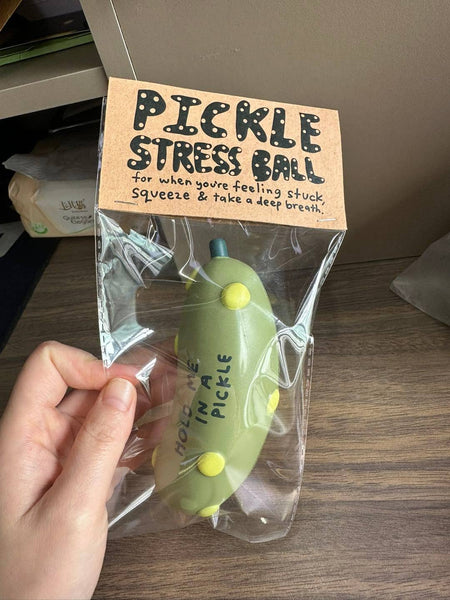 PICKLE
STRESS BALL
for when you're feeling stuck,
squeeze & take a deep breath.
HOLD ME
IN A
PICKLE